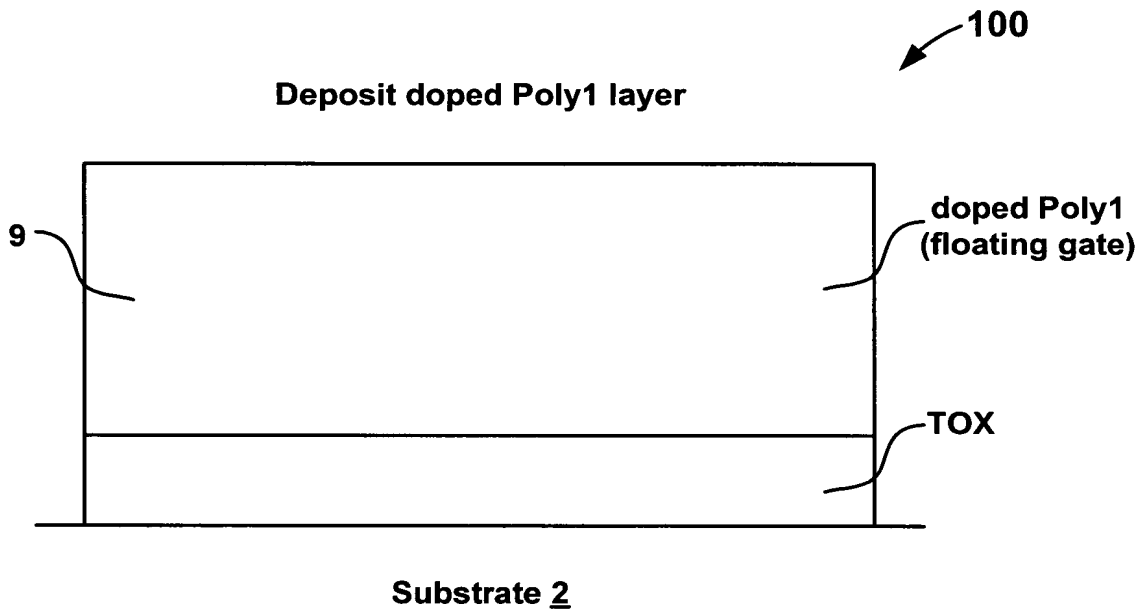 100
Deposit doped Poly1 layer
9
doped Poly1
(floating gate)
TOX
Substrate 2